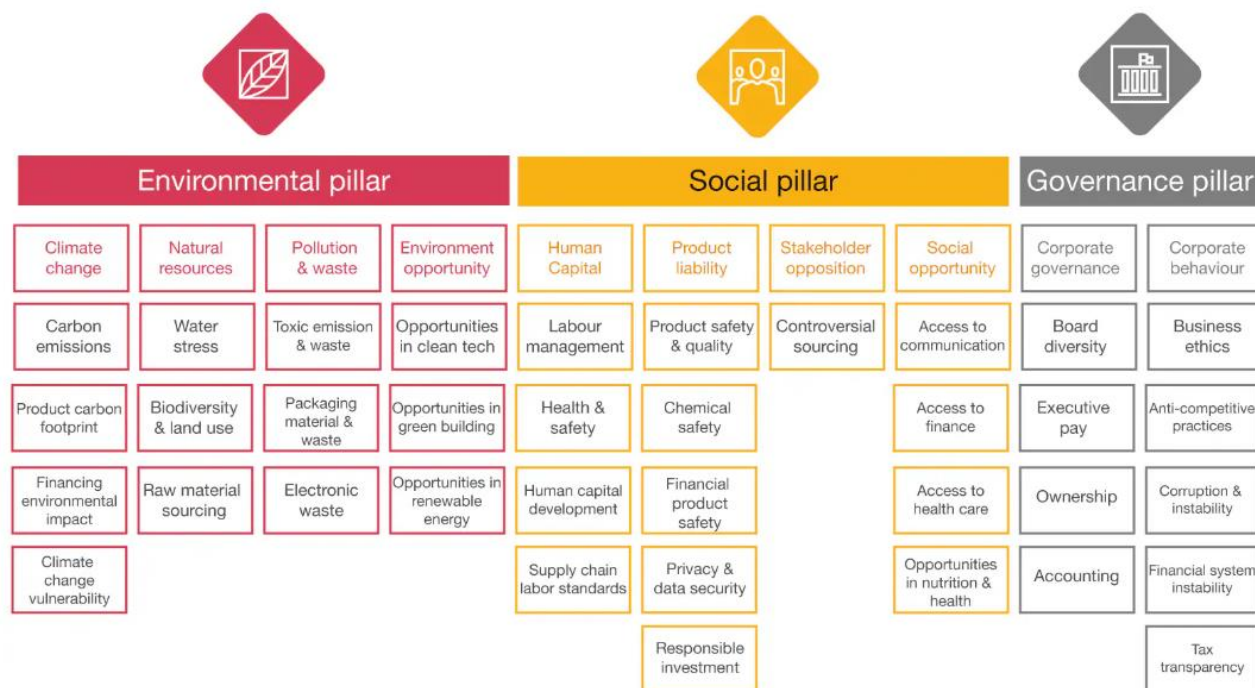 Environmental pillar
Social pillar
Governance pillar
Climate
change
Natural
resources
Pollution
& waste
Environment
opportunity
Human
Capital
Product
liability
Stakeholder
opposition
Social
opportunity
Corporate
governance
Corporate
behaviour
Carbon
emissions
Water
stress
Toxic emission
& waste
Opportunities
in clean tech
Labour
management
Product safety
& quality
Controversial
sourcing
Access to
communication
Board
diversity
Business
ethics
Product carbon
footprint
Biodiversity
& land use
Packaging
material &
waste
Opportunities in
green building
Health &
safety
Chemical
safety
Access to
finance
Executive
pay
Anti-competitive
practices
Financing
environmental
impact
Raw material
sourcing
Electronic
waste
Opportunities in
renewable
energy
Human capital
development
Financial
product
safety
Access to
health care
Ownership
Corruption &
instability
Climate
change
vulnerability
Supply chain
labor standards
Privacy &
data security
Opportunities
in nutrition &
health
Accounting
Financial system
instability
Responsible
investment
Tax
transparency